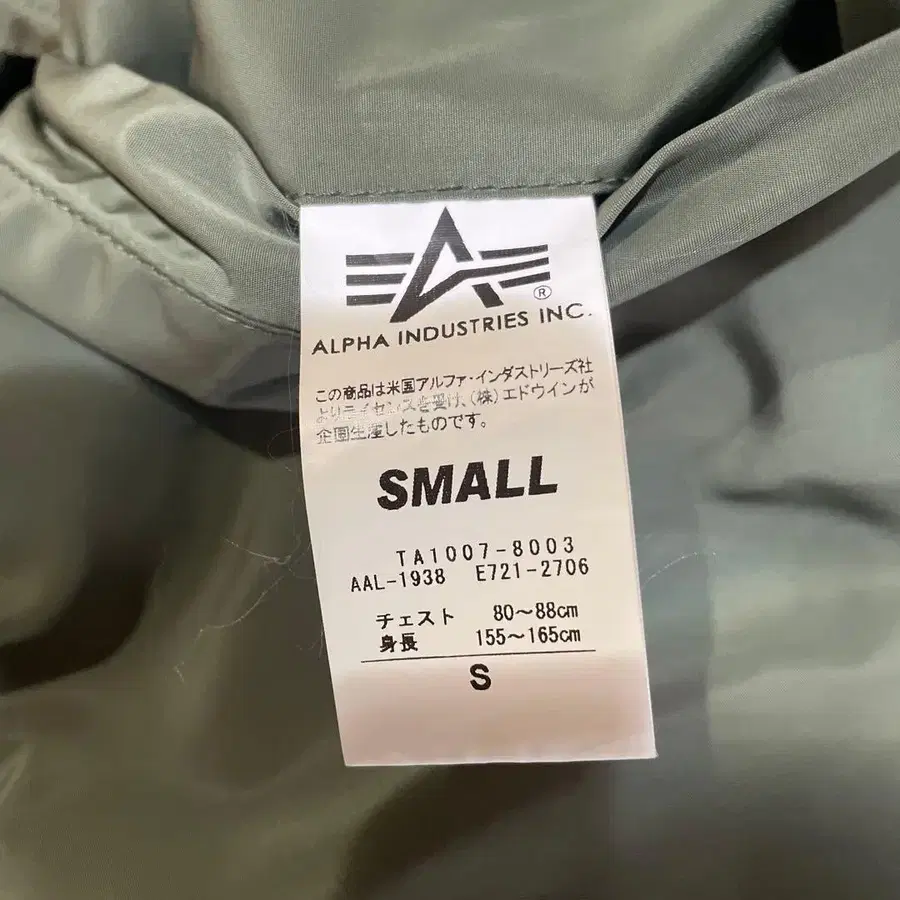 ®
ALPHA INDUSTRIES INC.
この商品は米国アルファ・インダストリーズ社
よりライセンスを受け、(株)エドウインが
企画生産したものです。
SMALL
TA1007-8003
AAL-1938 E721-2706
チェスト 80～88cm
身長 155～165cm
S